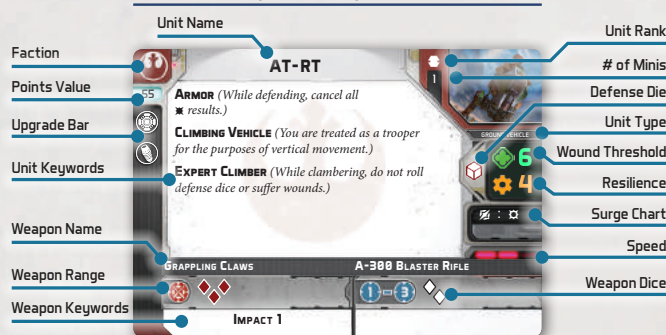 Unit Name
Faction
Points Value
Upgrade Bar
Unit Keywords
Weapon Name
Weapon Range
Weapon Keywords
AT-RT
55
1
Armor (While defending, cancel all
results.)
Climbing Vehicle (You are treated as a trooper
for the purposes of vertical movement.)
Expert Climber (While clambering, do not roll
defense dice or suffer wounds.)
GROUND VEHICLE
6
4
:
Grappling Claws
A-300 Blaster Rifle
1-3
Impact 1
Unit Rank
# of Minis
Defense Die
Unit Type
Wound Threshold
Resilience
Surge Chart
Speed
Weapon Dice